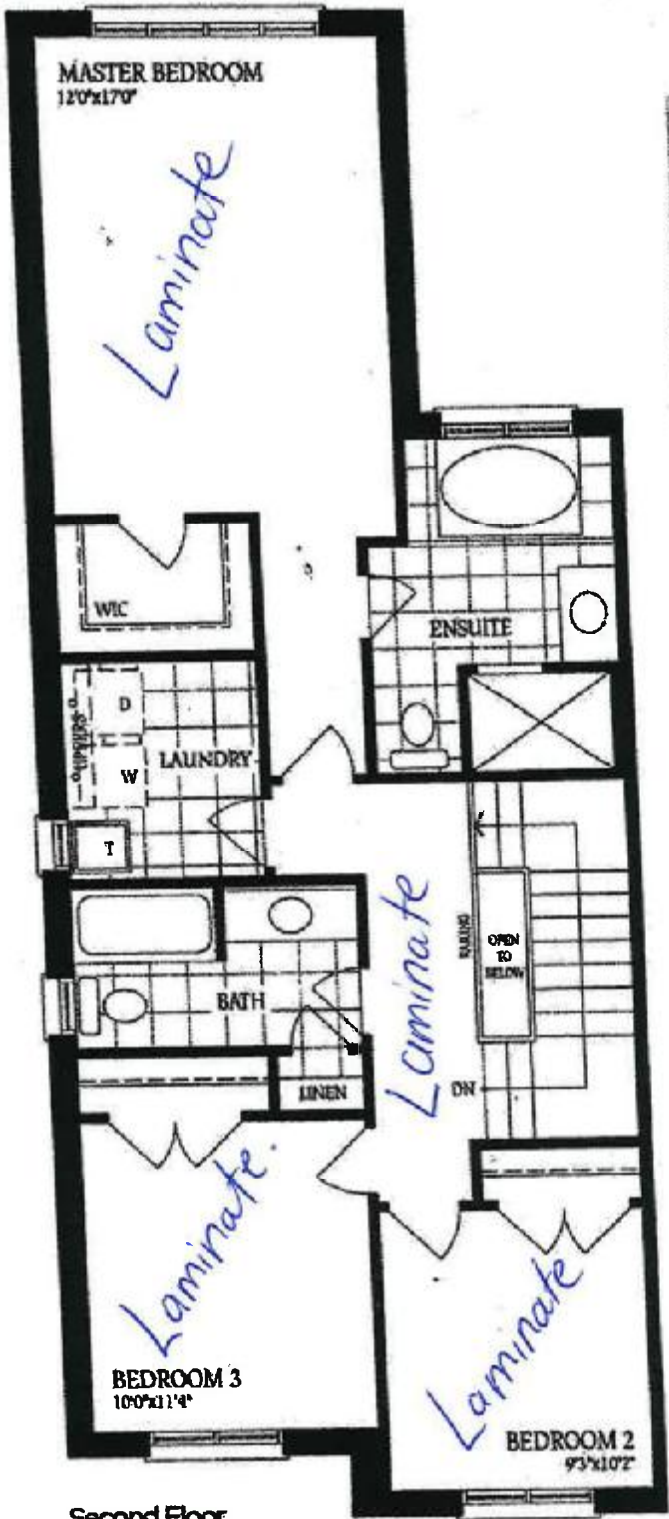 MASTER BEDROOM
12'0"x17'0"
Laminate
WIC
ENSUITE
D
LAUNDRY
W
T
Laminate
RAILING
OPEN
TO
BELOW
BATH
LINEN
DN
Laminate.
Laminate
BEDROOM 3
10'0"x11'4"
BEDROOM 2
9'3"x10'2"
Second Floor